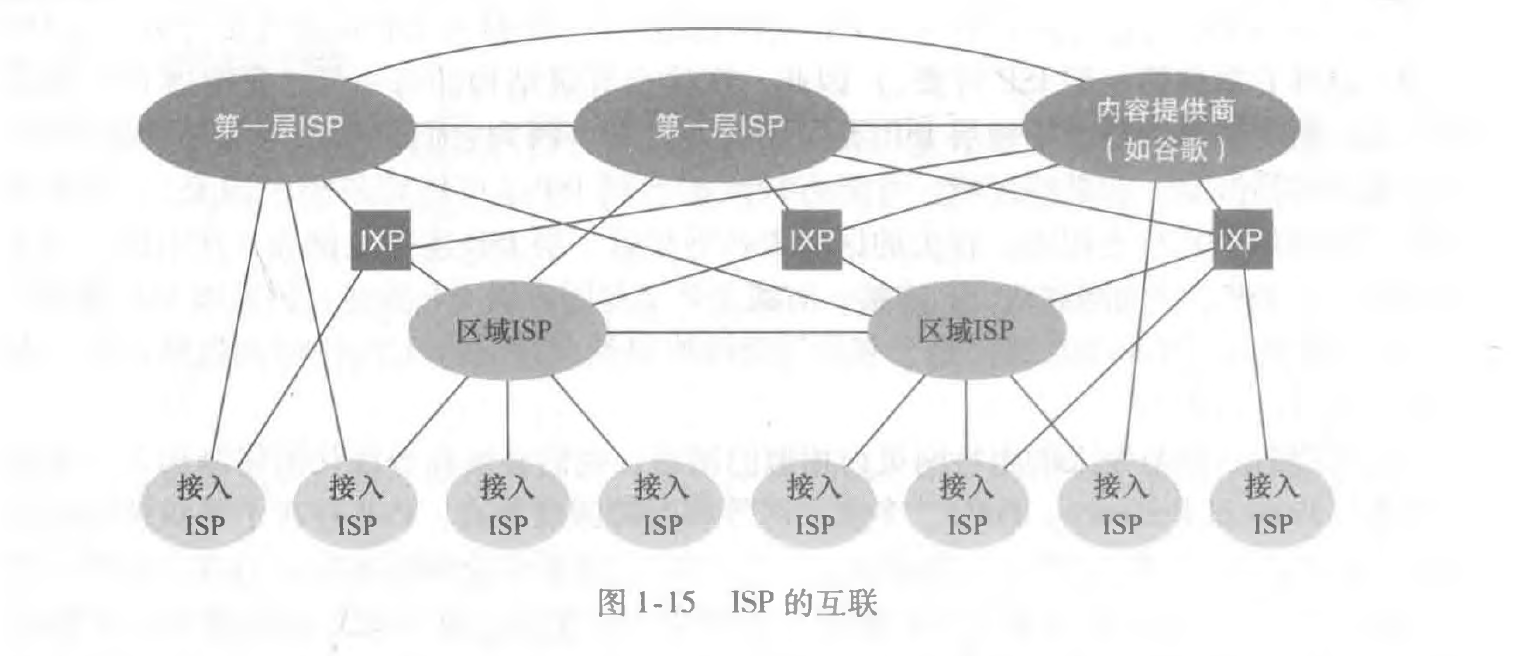 第一层ISP
第一层ISP
内容提供商
（如谷歌）
IXP
IXP
IXP
区域ISP
区域ISP
接入
ISP
接入
ISP
接入
ISP
接入
ISP
接入
ISP
接入
ISP
接入
ISP
接入
ISP
图 1-15 ISP 的互联